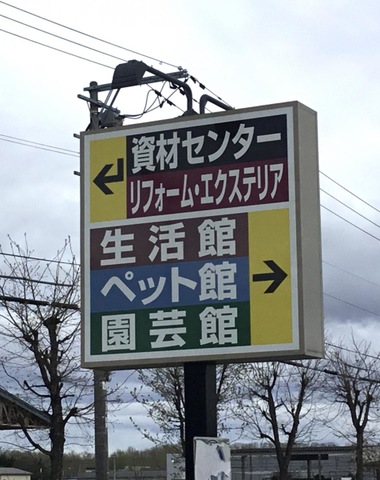 資材センター
リフォーム・エクステリア
生活館
ペット館
園芸館